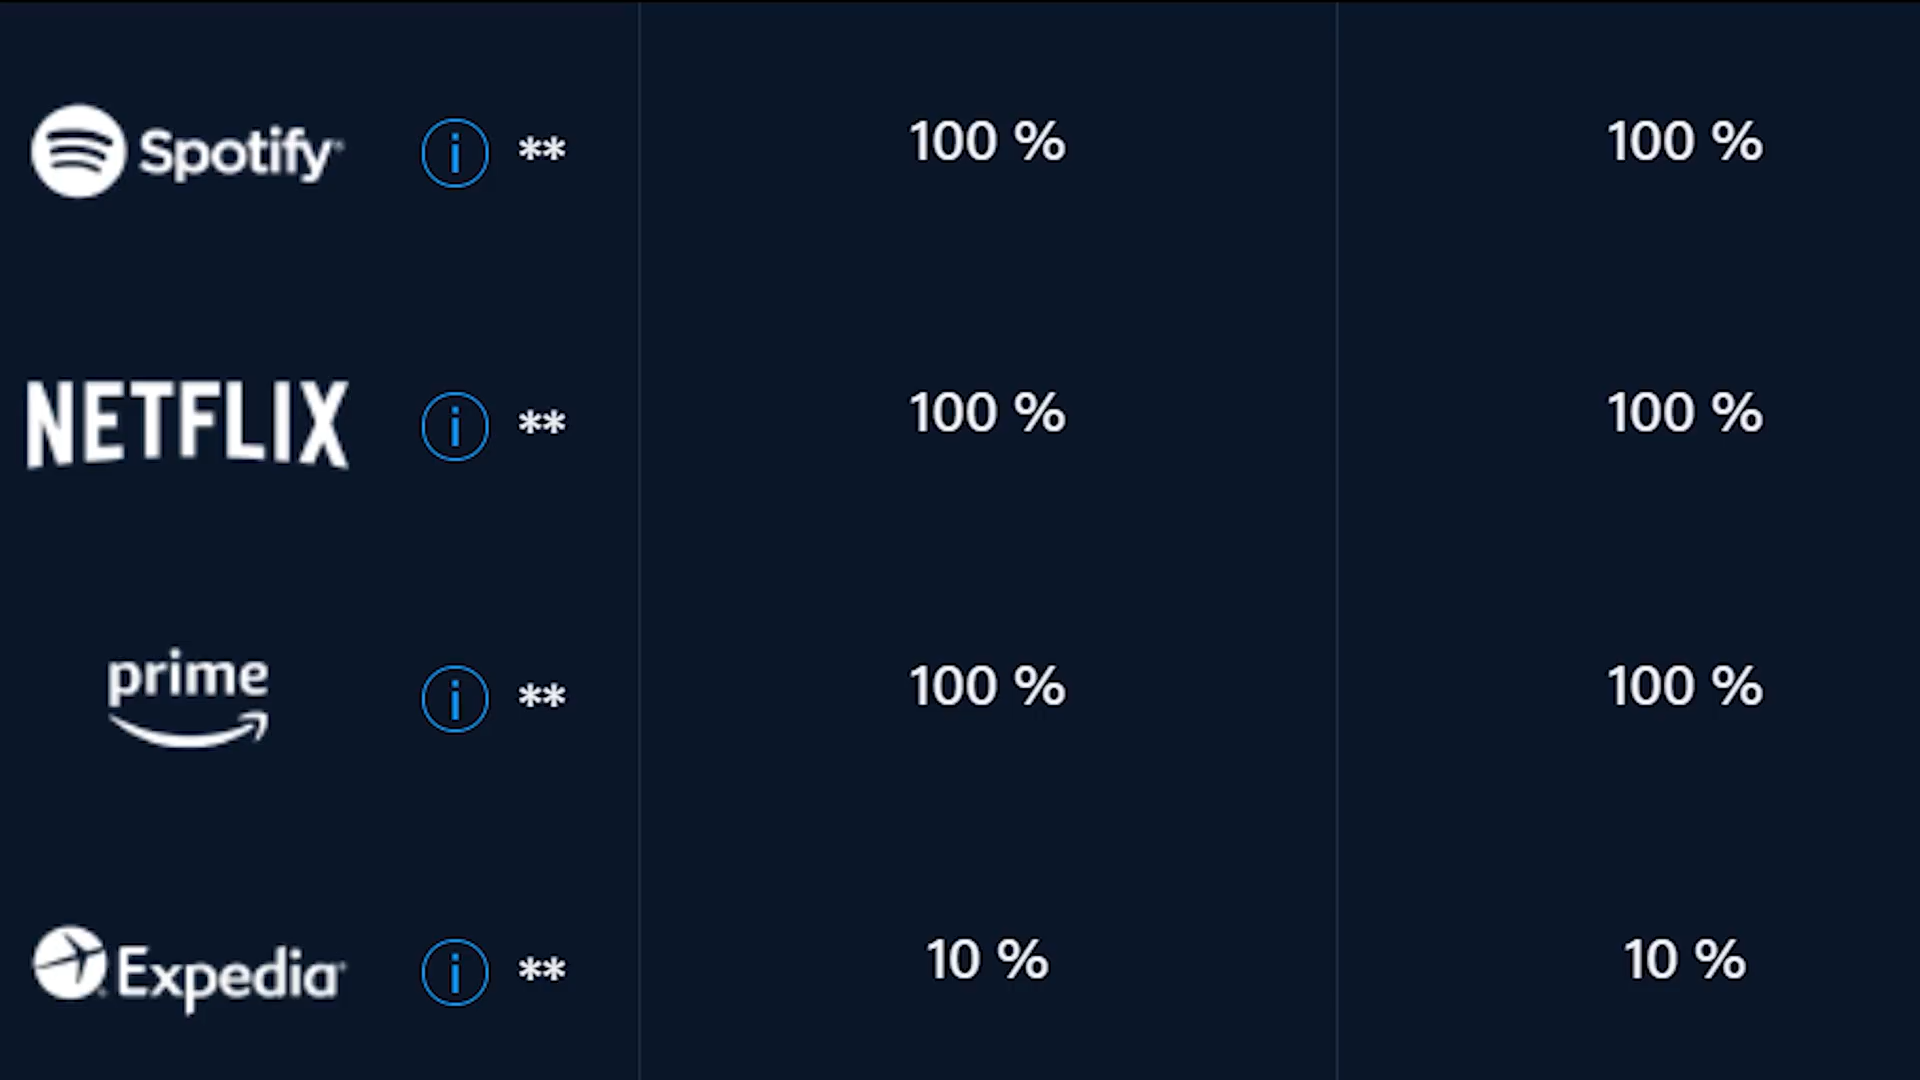 Spotify ** 100 % 100 %
NETFLIX ** 100 % 100 %
prime ** 100 % 100 %
Expedia ** 10 % 10 %